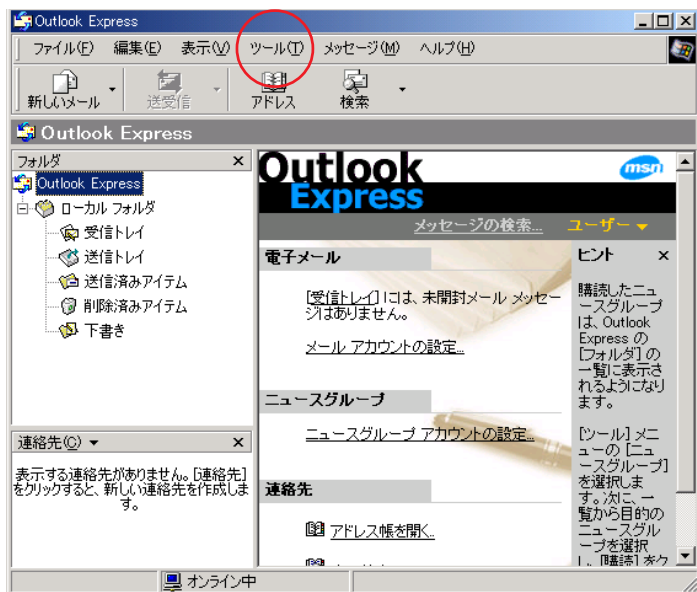 Outlook Express
ファイル(F) 編集(E) 表示(V) ツール(T) メッセージ(M) ヘルプ(H)
新しいメール 送受信 アドレス 検索
Outlook Express
フォルダ ×
Outlook Express
ローカル フォルダ
受信トレイ
送信トレイ
送信済みアイテム
削除済みアイテム
下書き
連絡先(C) ▼ ×
表示する連絡先がありません。[連絡先]
をクリックすると、新しい連絡先を作成しま
す。
Outlook
Express
msn
メッセージの検索... ユーザー ▼
電子メール
[受信トレイ] には、未開封メール メッセー
ジはありません。
メール アカウントの設定...
ニュースグループ
ニュースグループ アカウントの設定...
連絡先
アドレス帳を開く...
ヒント ×
購読したニュ
ースグループ
は、Outlook
Express の
[フォルダ] の
一覧に表示さ
れるようになり
ます。
[ツール] メニ
ューの [ニュ
ースグループ]
を選択しま
す。次に、一
覧から目的の
ニュースグル
ープを選択
し、[購読] をク
オンライン中